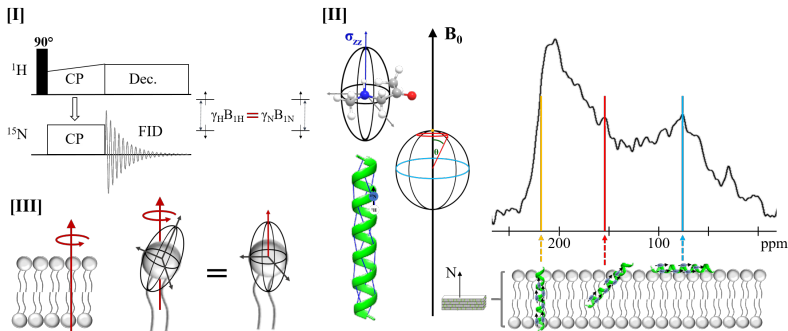 [I]
90°
¹H
CP
Dec.
¹⁵N
CP
FID
γHB1H = γNB1N
[II]
σzz
B₀
θ
[III]
=
200
100
ppm
N